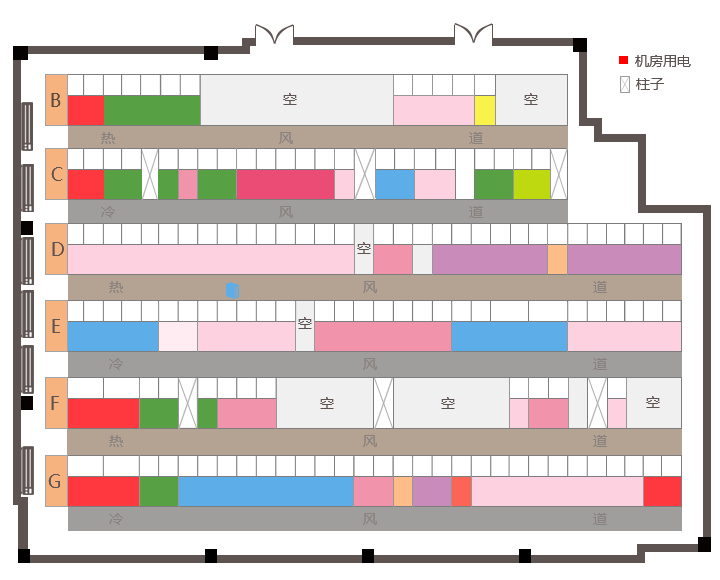 机房用电
柱子
B 空 空
热 风 道
C
冷 风 道
D 空
热 风 道
E 空
冷 风 道
F 空 空 空
热 风 道
G
冷 风 道